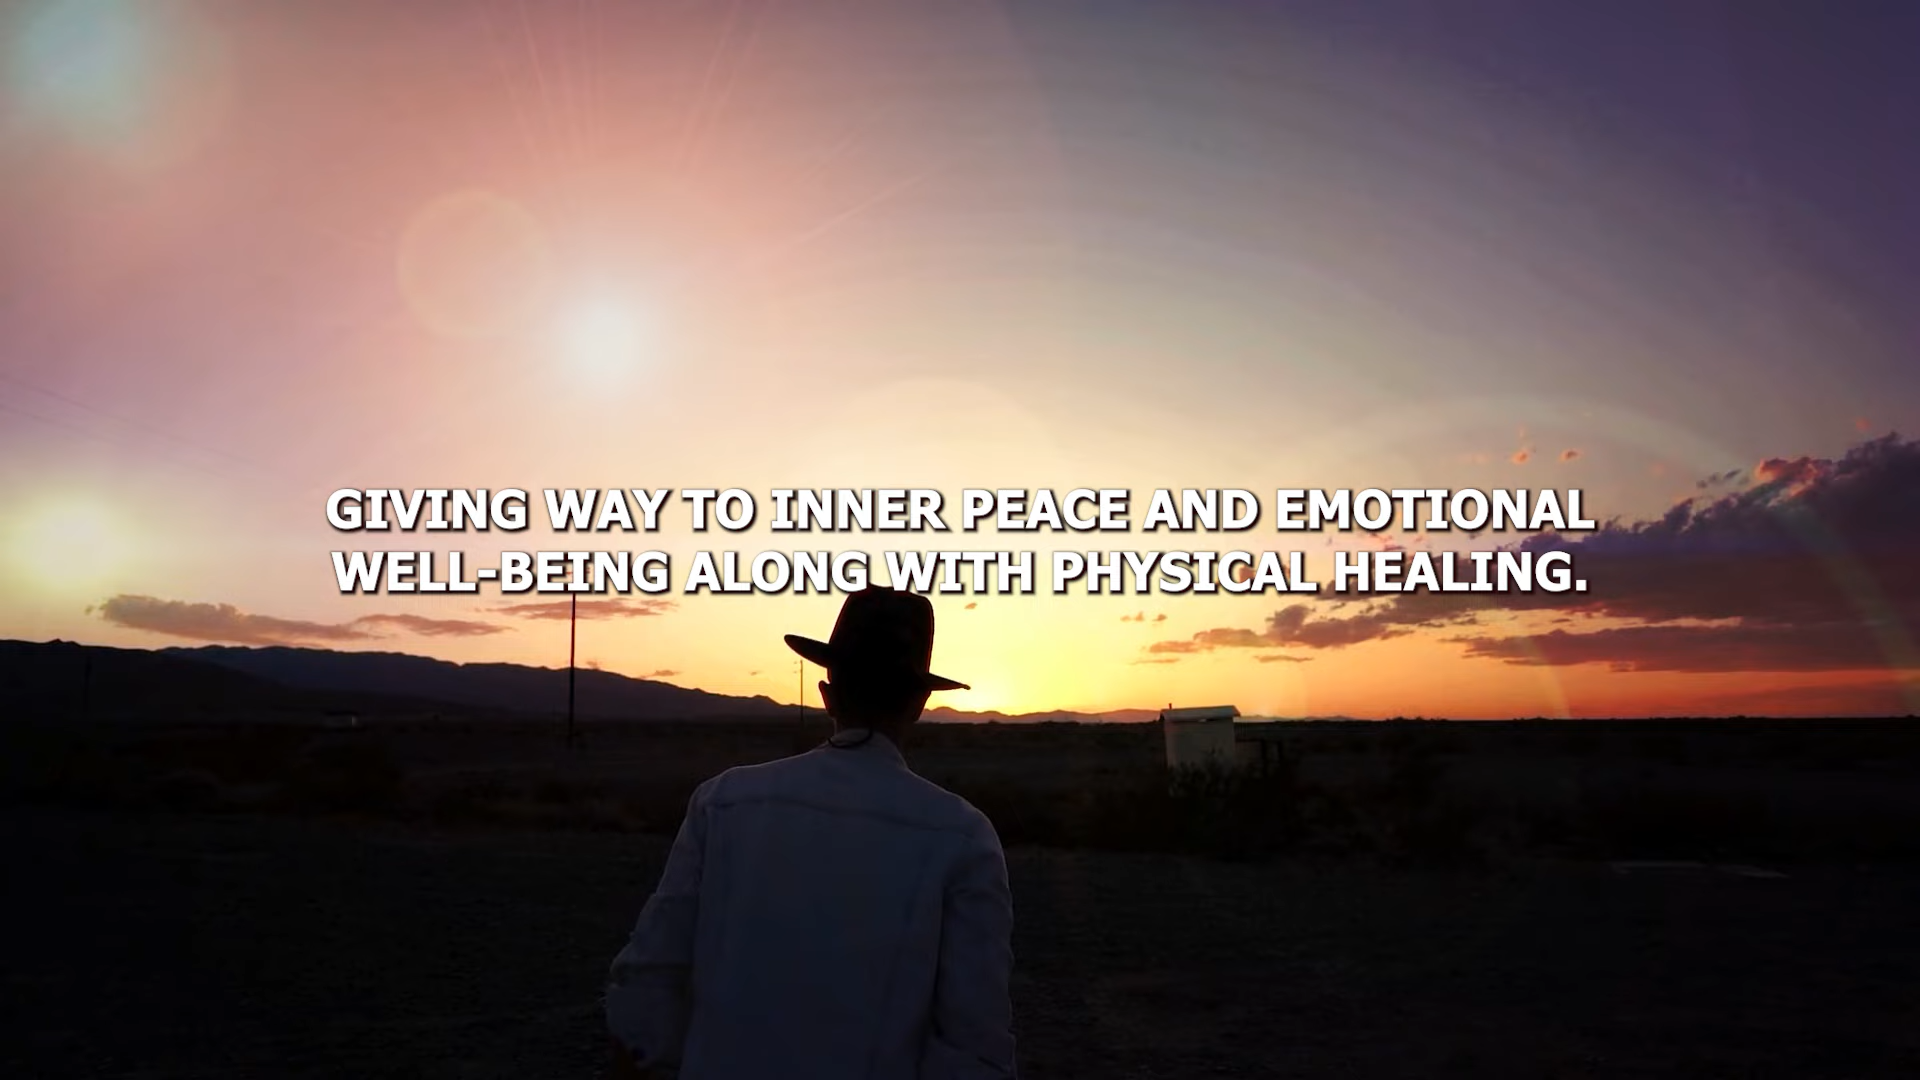 GIVING WAY TO INNER PEACE AND EMOTIONAL
WELL-BEING ALONG WITH PHYSICAL HEALING.